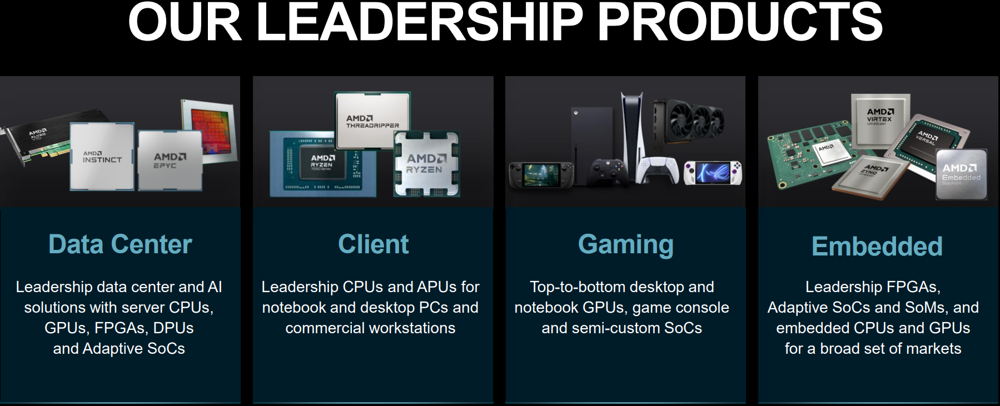 OUR LEADERSHIP PRODUCTS
AMD
ALVEO
V70
AMD
INSTINCT
AMD
EPYC
AMD
THREADRIPPER
AMD
RYZEN
7000 Series
AMD
RYZEN
AMD
VIRTEX
UltraScale+
AMD
VERSAL
AMD
AMD
ZYNQ
AMD
Embedded
Solutions
Data Center
Leadership data center and AI
solutions with server CPUs,
GPUs, FPGAs, DPUs
and Adaptive SoCs
Client
Leadership CPUs and APUs for
notebook and desktop PCs and
commercial workstations
Gaming
Top-to-bottom desktop and
notebook GPUs, game console
and semi-custom SoCs
Embedded
Leadership FPGAs,
Adaptive SoCs and SoMs, and
embedded CPUs and GPUs
for a broad set of markets